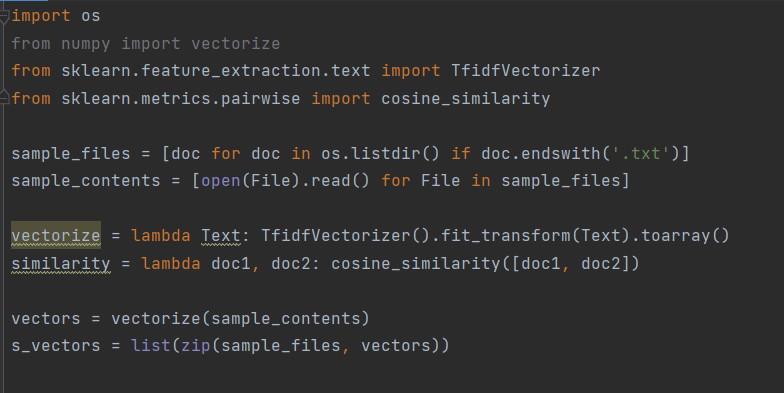 import os
from numpy import vectorize
from sklearn.feature_extraction.text import TfidfVectorizer
from sklearn.metrics.pairwise import cosine_similarity
sample_files = [doc for doc in os.listdir() if doc.endswith('.txt')]
sample_contents = [open(File).read() for File in sample_files]
vectorize = lambda Text: TfidfVectorizer().fit_transform(Text).toarray()
similarity = lambda doc1, doc2: cosine_similarity([doc1, doc2])
vectors = vectorize(sample_contents)
s_vectors = list(zip(sample_files, vectors))